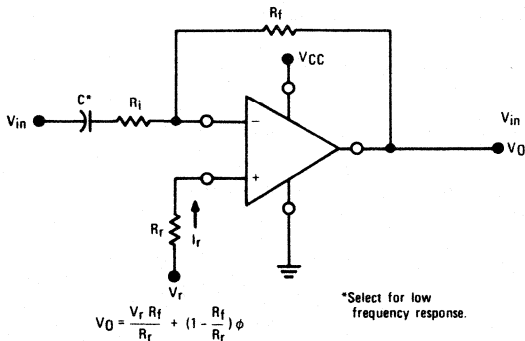 Rf
VCC
C*
Ri
Vin
Vin
−
VO
+
Rr
Ir
Vr
*Select for low
frequency response.
VO = Vr Rf / Rr + (1 - Rf / Rr) φ